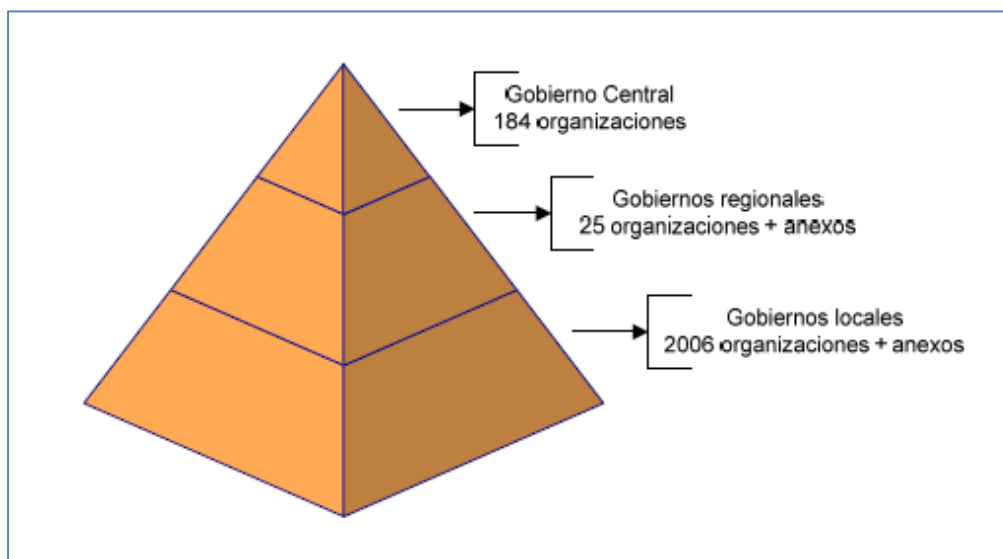 Gobierno Central
184 organizaciones
Gobiernos regionales
25 organizaciones + anexos
Gobiernos locales
2006 organizaciones + anexos